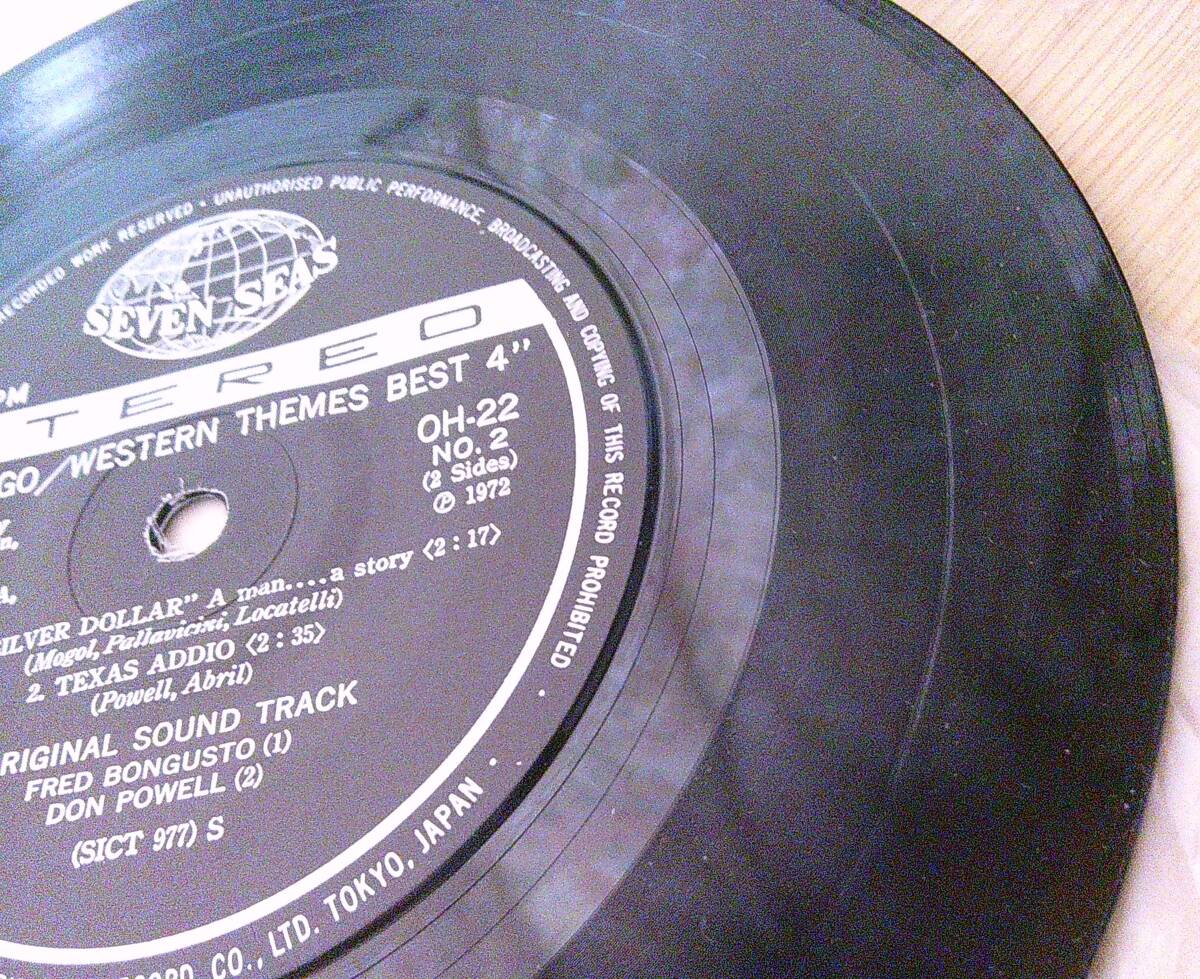 RECORDED WORK RESERVED • UNAUTHORISED PUBLIC PERFORMANCE, BROADCASTING AND COPYING OF THIS RECORD PROHIBITED
SEVEN SEAS
PM
TEREO
GO/WESTERN THEMES BEST 4”
OH-22
NO. 2
(2 Sides)
Ⓟ 1972
n.
A.
ILVER DOLLAR” A man....a story <2 : 17>
(Mogol, Pallavicini, Locatelli)
2. TEXAS ADDIO <2 : 35>
(Powell, Abril)
RIGINAL SOUND TRACK
FRED BONGUSTO (1)
DON POWELL (2)
(SICT 977) S
CORD CO., LTD. TOKYO, JAPAN •